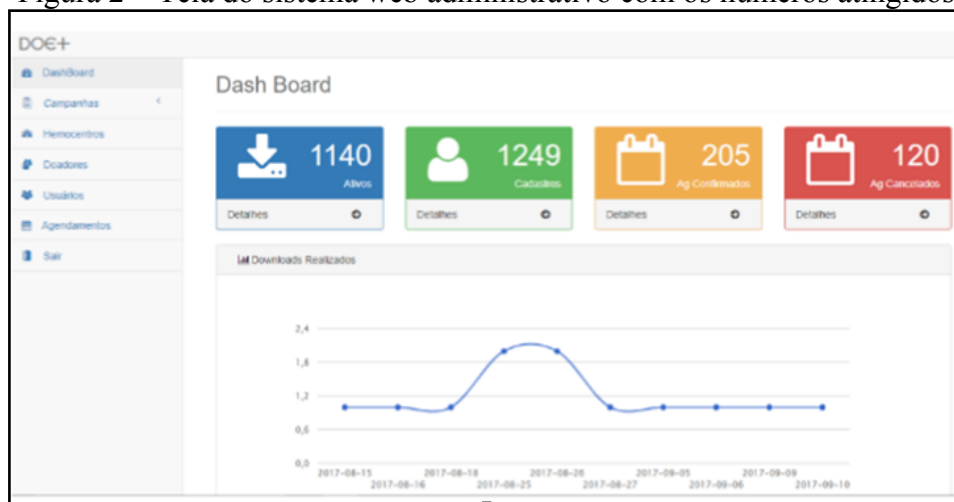 Figura 2 – Tela do sistema web administrativo com os números atingidos
DOE+
DashBoard
Campanhas
Hemocentros
Doadores
Usuários
Agendamentos
Sair
Dash Board
1140
Ativos
Detalhes
1249
Cadastros
Detalhes
205
Ag Confirmados
Detalhes
120
Ag Cancelados
Detalhes
Downloads Realizados
2,4
1,8
1,2
0,6
0,0
2017-08-15 2017-08-18 2017-08-26 2017-09-05 2017-09-09
2017-08-16 2017-08-25 2017-08-27 2017-09-06 2017-09-10